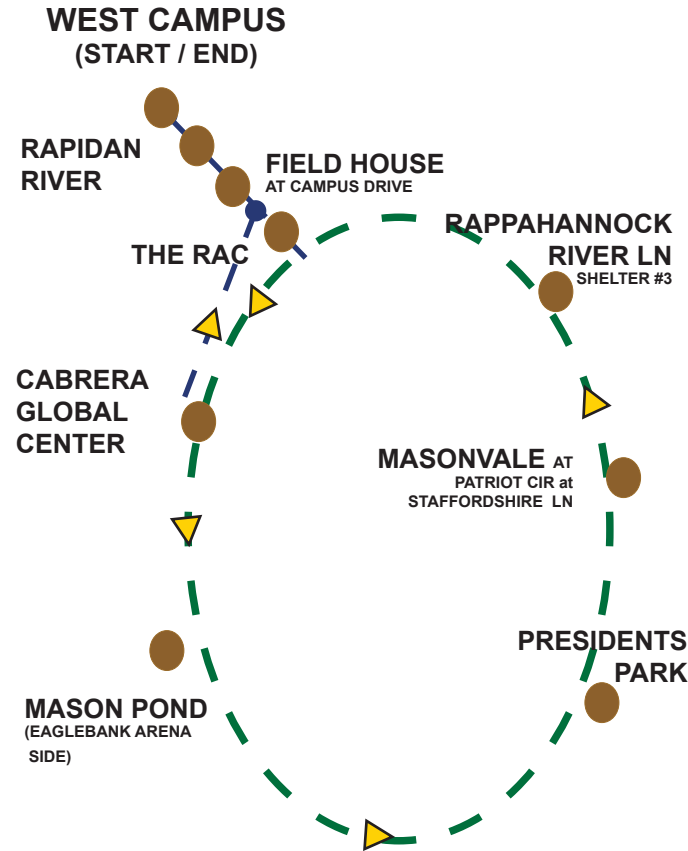 WEST CAMPUS
(START / END)
RAPIDAN
RIVER
FIELD HOUSE
AT CAMPUS DRIVE
THE RAC
RAPPAHANNOCK
RIVER LN
SHELTER #3
CABRERA
GLOBAL
CENTER
MASONVALE AT
PATRIOT CIR at
STAFFORDSHIRE LN
PRESIDENTS
PARK
MASON POND
(EAGLEBANK ARENA
SIDE)